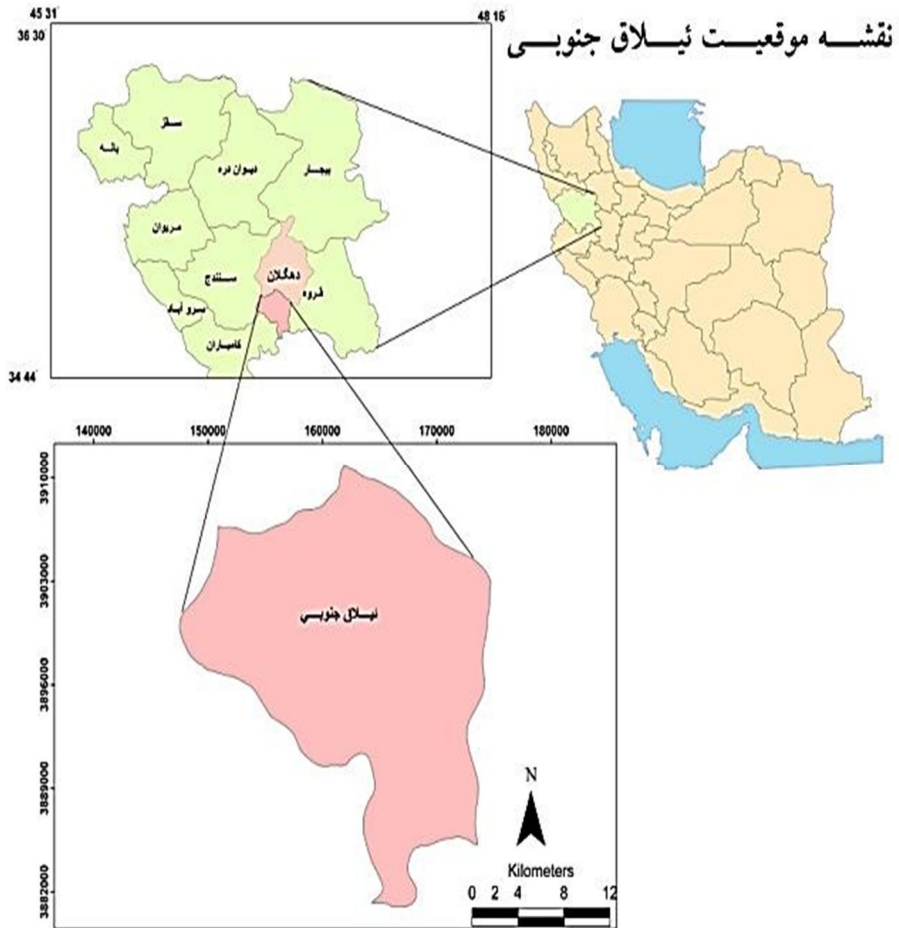 نقشه موقعیت ئیلاق جنوبی
45 31
48 16
36 30
34 44
سقز
بانه
دیوان دره
بیجار
مریوان
سنندج
دهگلان
قروه
سرو آباد
کامیاران
140000 150000 160000 170000 180000
3910000
3903000
3896000
3889000
3882000
ئیلاق جنوبي
N
Kilometers
0 2 4 8 12